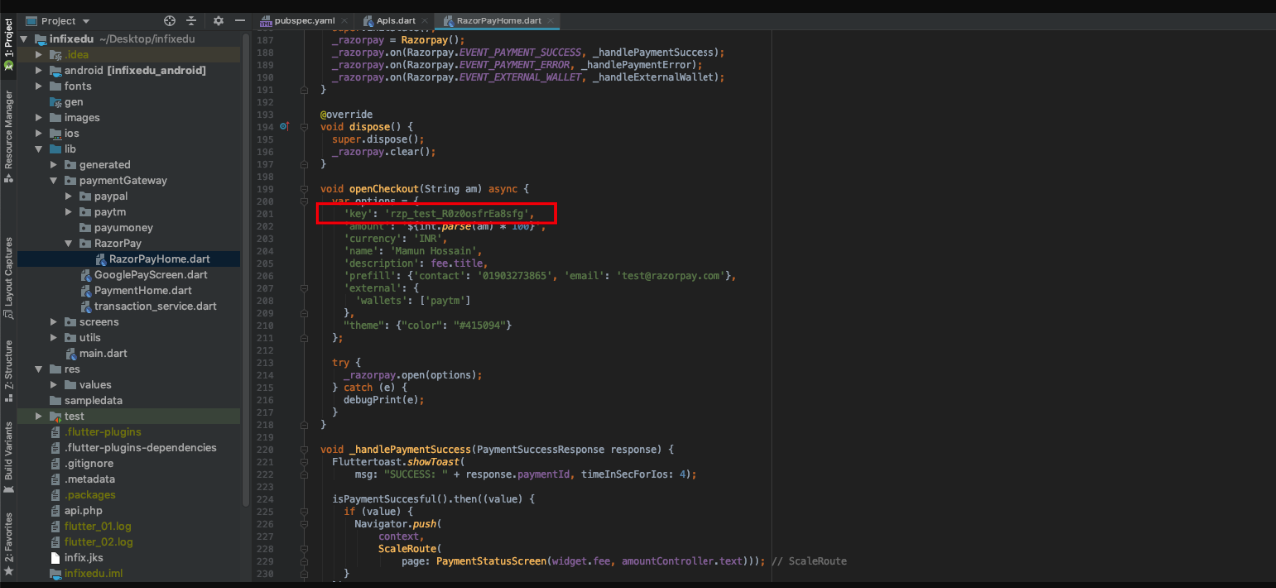 Project
pubspec.yaml
Apis.dart
RazorPayHome.dart
1: Project
Resource Manager
Layout Captures
Z: Structure
Build Variants
2: Favorites
infixedu ~/Desktop/infixedu
.idea
android [infixedu_android]
fonts
gen
images
ios
lib
generated
paymentGateway
paypal
paytm
payumoney
RazorPay
RazorPayHome.dart
GooglePayScreen.dart
PaymentHome.dart
transaction_service.dart
screens
utils
main.dart
res
values
sampledata
test
.flutter-plugins
.flutter-plugins-dependencies
.gitignore
.metadata
.packages
api.php
flutter_01.log
flutter_02.log
infix.jks
infixedu.iml
187 _razorpay = Razorpay();
188 _razorpay.on(Razorpay.EVENT_PAYMENT_SUCCESS, _handlePaymentSuccess);
189 _razorpay.on(Razorpay.EVENT_PAYMENT_ERROR, _handlePaymentError);
190 _razorpay.on(Razorpay.EVENT_EXTERNAL_WALLET, _handleExternalWallet);
191 }
192
193 @override
194 void dispose() {
195 super.dispose();
196 _razorpay.clear();
197 }
198
199 void openCheckout(String am) async {
200 var options = {
201 'key': 'rzp_test_R0z0osfrEa8sfg',
202 'amount': '${int.parse(am) * 100}',
203 'currency': 'INR',
204 'name': 'Mamun Hossain',
205 'description': fee.title,
206 'prefill': {'contact': '01903273865', 'email': 'test@razorpay.com'},
207 'external': {
208 'wallets': ['paytm']
209 },
210 "theme": {"color": "#415094"}
211 };
212
213 try {
214 _razorpay.open(options);
215 } catch (e) {
216 debugPrint(e);
217 }
218 }
219
220 void _handlePaymentSuccess(PaymentSuccessResponse response) {
221 Fluttertoast.showToast(
222 msg: "SUCCESS: " + response.paymentId, timeInSecForIos: 4);
223
224 isPaymentSuccesful().then((value) {
225 if (value) {
226 Navigator.push(
227 context,
228 ScaleRoute(
229 page: PaymentStatusScreen(widget.fee, amountController.text))); // ScaleRoute
230 }